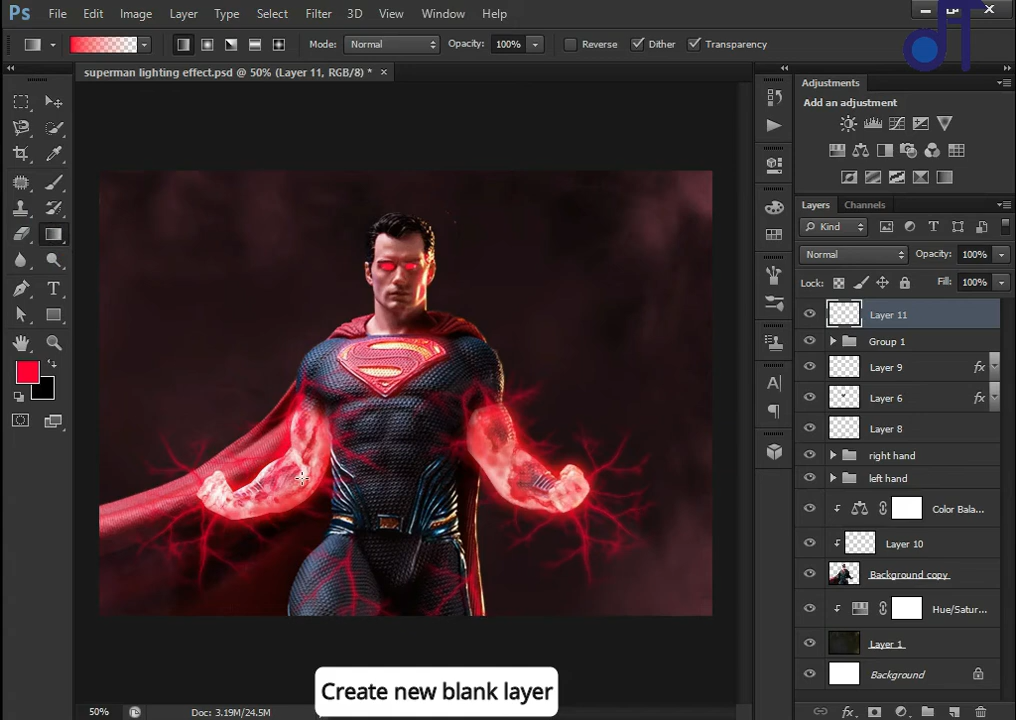 Ps File Edit Image Layer Type Select Filter 3D View Window Help
Mode: Normal Opacity: 100% Reverse Dither Transparency
superman lighting effect.psd @ 50% (Layer 11, RGB/8) *
Adjustments
Add an adjustment
Layers Channels
Kind
Normal Opacity: 100%
Lock: Fill: 100%
Layer 11
Group 1
Layer 9 fx
Layer 6 fx
Layer 8
right hand
left hand
Color Bala...
Layer 10
Background copy
Hue/Satur...
Layer 1
Background
Create new blank layer
50% Doc: 3.19M/24.5M